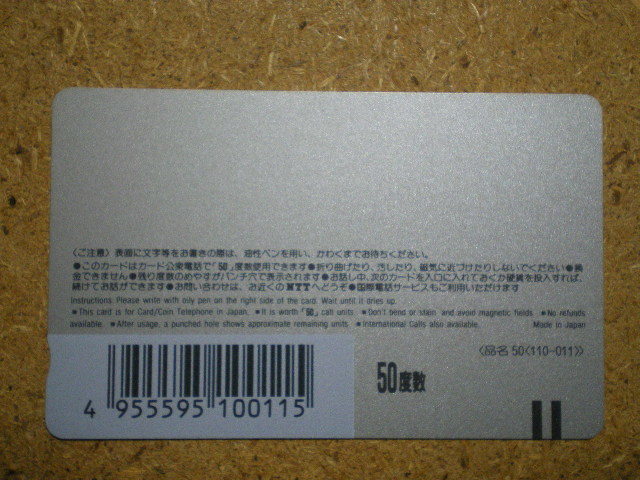 〈ご注意〉表面に文字等をお書きの際は、油性ペンを用い、かわくまでお待ちください。
●このカードはカード公衆電話で「50」度数使用できます●折り曲げたり、汚したり、磁気に近づけたりしないでください●換
金できません●残り度数のめやすがパンチ穴で表示されます●お話し中、次のカードを入口に入れておくか硬貨を投入すれば、
続けてお話ができます●お問い合わせは、お近くのNTTへどうぞ●国際電話サービスもご利用いただけます
Instructions. Please write with oily pen on the right side of the card. Wait until it dries up.
■This card is for Card/Coin Telephone in Japan. ■It is worth「50」call units. ■Don't bend or stain and avoid magnetic fields. ■No refunds
available. ■After usage, a punched hole shows approximate remaining units. ■International Calls also available. Made in Japan
〈品名 50〈110-011〉〉
50度数
4 955595 100115